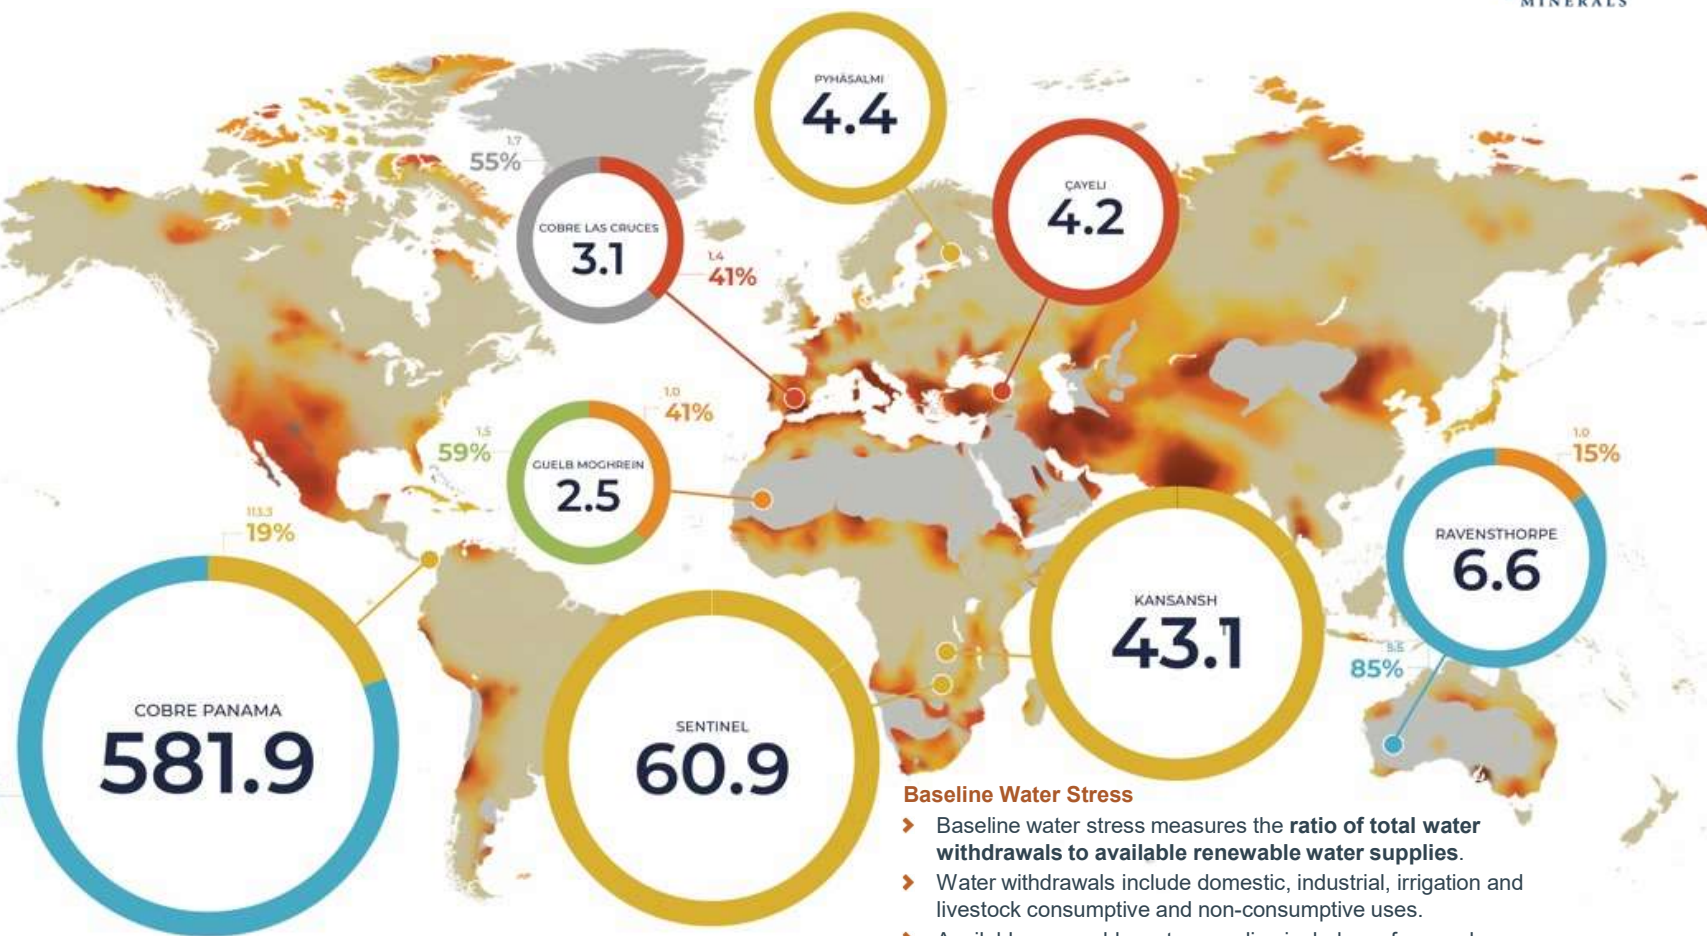 MINERALS
PYHÄSALMI
4.4
ÇAYELI
4.2
1.7
55%
COBRE LAS CRUCES
3.1
1.4
41%
1.0
41%
1.5
59%
GUELB MOGHREIN
2.5
1.0
15%
RAVENSTHORPE
6.6
5.5
85%
113.3
19%
COBRE PANAMA
581.9
SENTINEL
60.9
KANSANSH
43.1
Baseline Water Stress
Baseline water stress measures the ratio of total water
withdrawals to available renewable water supplies.
Water withdrawals include domestic, industrial, irrigation and
livestock consumptive and non-consumptive uses.